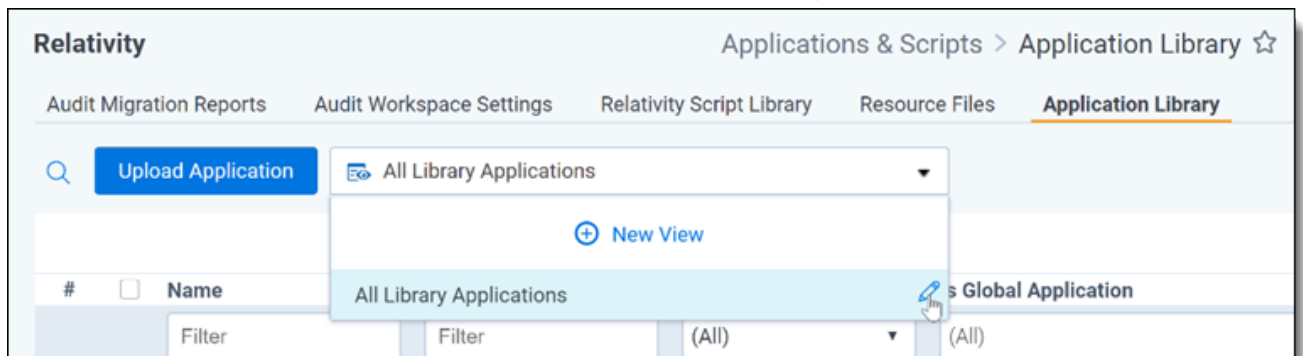 Relativity
Applications & Scripts > Application Library
Audit Migration Reports Audit Workspace Settings Relativity Script Library Resource Files Application Library
Upload Application All Library Applications
New View
# Name s Global Application
All Library Applications
Filter Filter (All) (All)